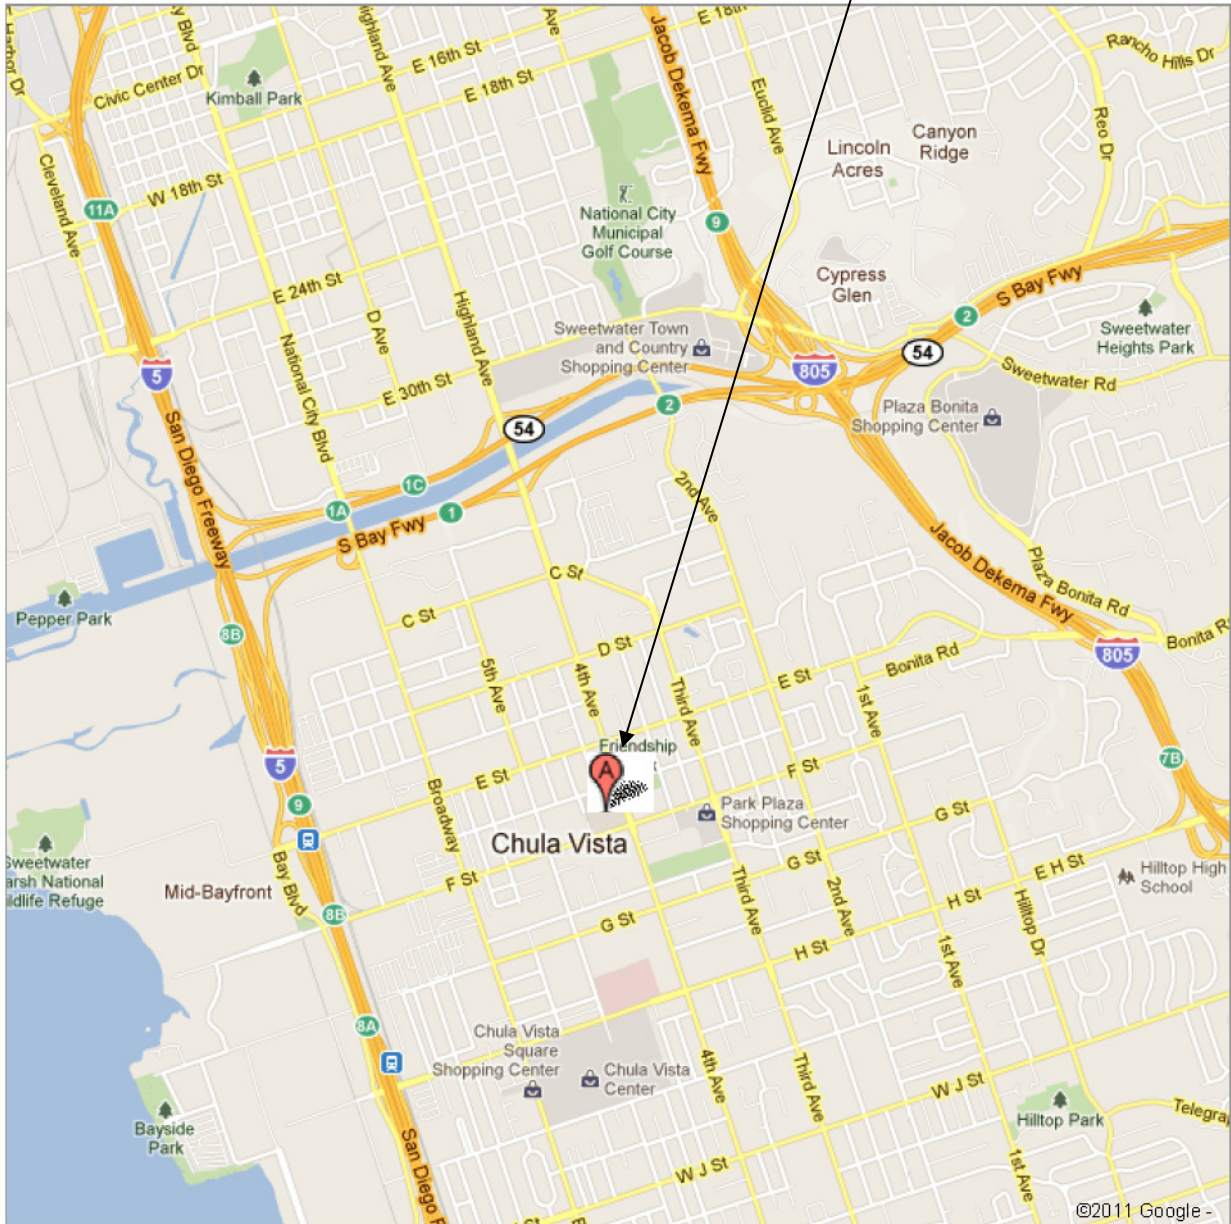 E 18th
Harbor Dr
y Blvd
Highland Ave
Ave
E 16th St
Civic Center Dr
Kimball Park
E 18th St
Jacob Dekema Fwy
Euclid Ave
Rancho Hills Dr
Reo Dr
Canyon
Ridge
Lincoln
Acres
Cleveland Ave
W 18th St
11A
National City
Municipal
Golf Course
9
Cypress
Glen
S Bay Fwy
2
E 24th St
D Ave
Highland Ave
National City Blvd
Sweetwater Town
and Country
Shopping Center
Sweetwater
Heights Park
5
805
54
Sweetwater Rd
E 30th St
2
Plaza Bonita
Shopping Center
54
San Diego Freeway
1C
1A
1
S Bay Fwy
2nd Ave
Jacob Dekema Fwy
Plaza Bonita Rd
C St
C St
Pepper Park
8B
D St
Bonita R
805
Bonita Rd
5th Ave
4th Ave
Third Ave
E St
1st Ave
Friendship
k
A
7B
5
E St
F St
9
Broadway
Park Plaza
Shopping Center
G St
Chula Vista
Sweetwater
arsh National
ildlife Refuge
Mid-Bayfront
Bay Blvd
F St
G St
E H St
Hilltop High
School
8B
G St
Third Ave
2nd Ave
H St
Hilltop Dr
H St
1st Ave
8A
Chula Vista
Square
Shopping Center
Chula Vista
Center
4th Ave
Third Ave
W J St
Hilltop Park
Telegra
Bayside
Park
San Diego F
W J St
1st Ave
©2011 Google -